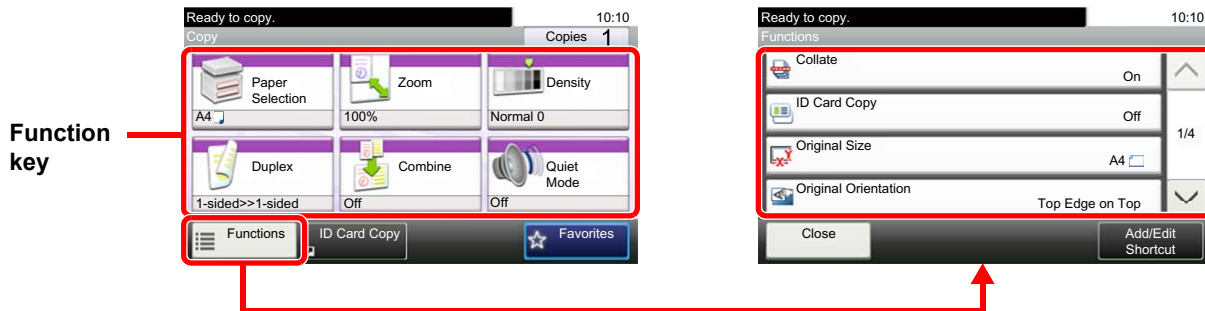 Function
key
Ready to copy.
10:10
Copy
Copies 1
Paper
Selection
A4
Zoom
100%
Density
Normal 0
Duplex
1-sided>>1-sided
Combine
Off
Quiet
Mode
Off
Functions
ID Card Copy
Favorites
Ready to copy.
10:10
Functions
Collate
On
ID Card Copy
Off
Original Size
A4
Original Orientation
Top Edge on Top
1/4
Close
Add/Edit
Shortcut